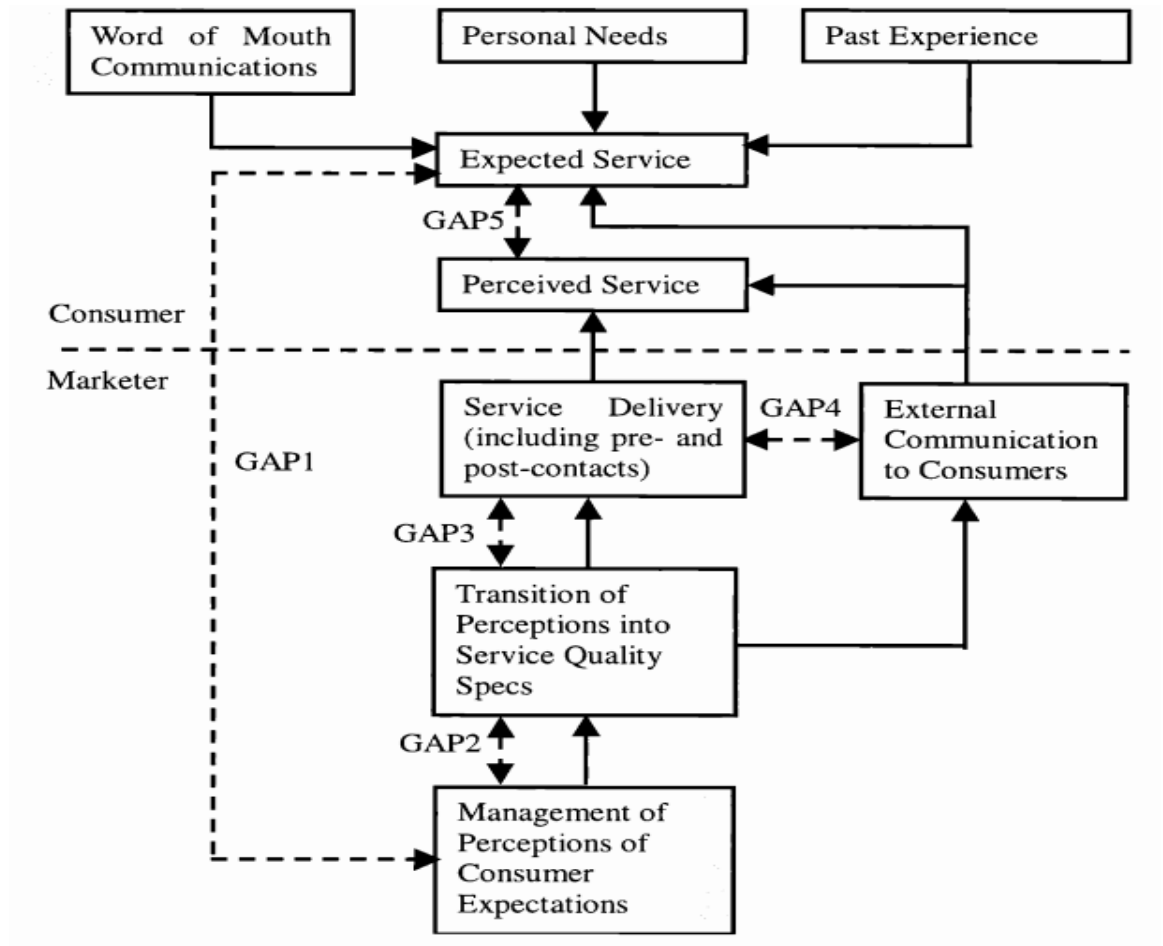 Word of Mouth
Communications
Personal Needs
Past Experience
Expected Service
GAP5
Perceived Service
Consumer
Marketer
GAP1
Service Delivery
(including pre- and
post-contacts)
GAP4
External
Communication
to Consumers
GAP3
Transition of
Perceptions into
Service Quality
Specs
GAP2
Management of
Perceptions of
Consumer
Expectations